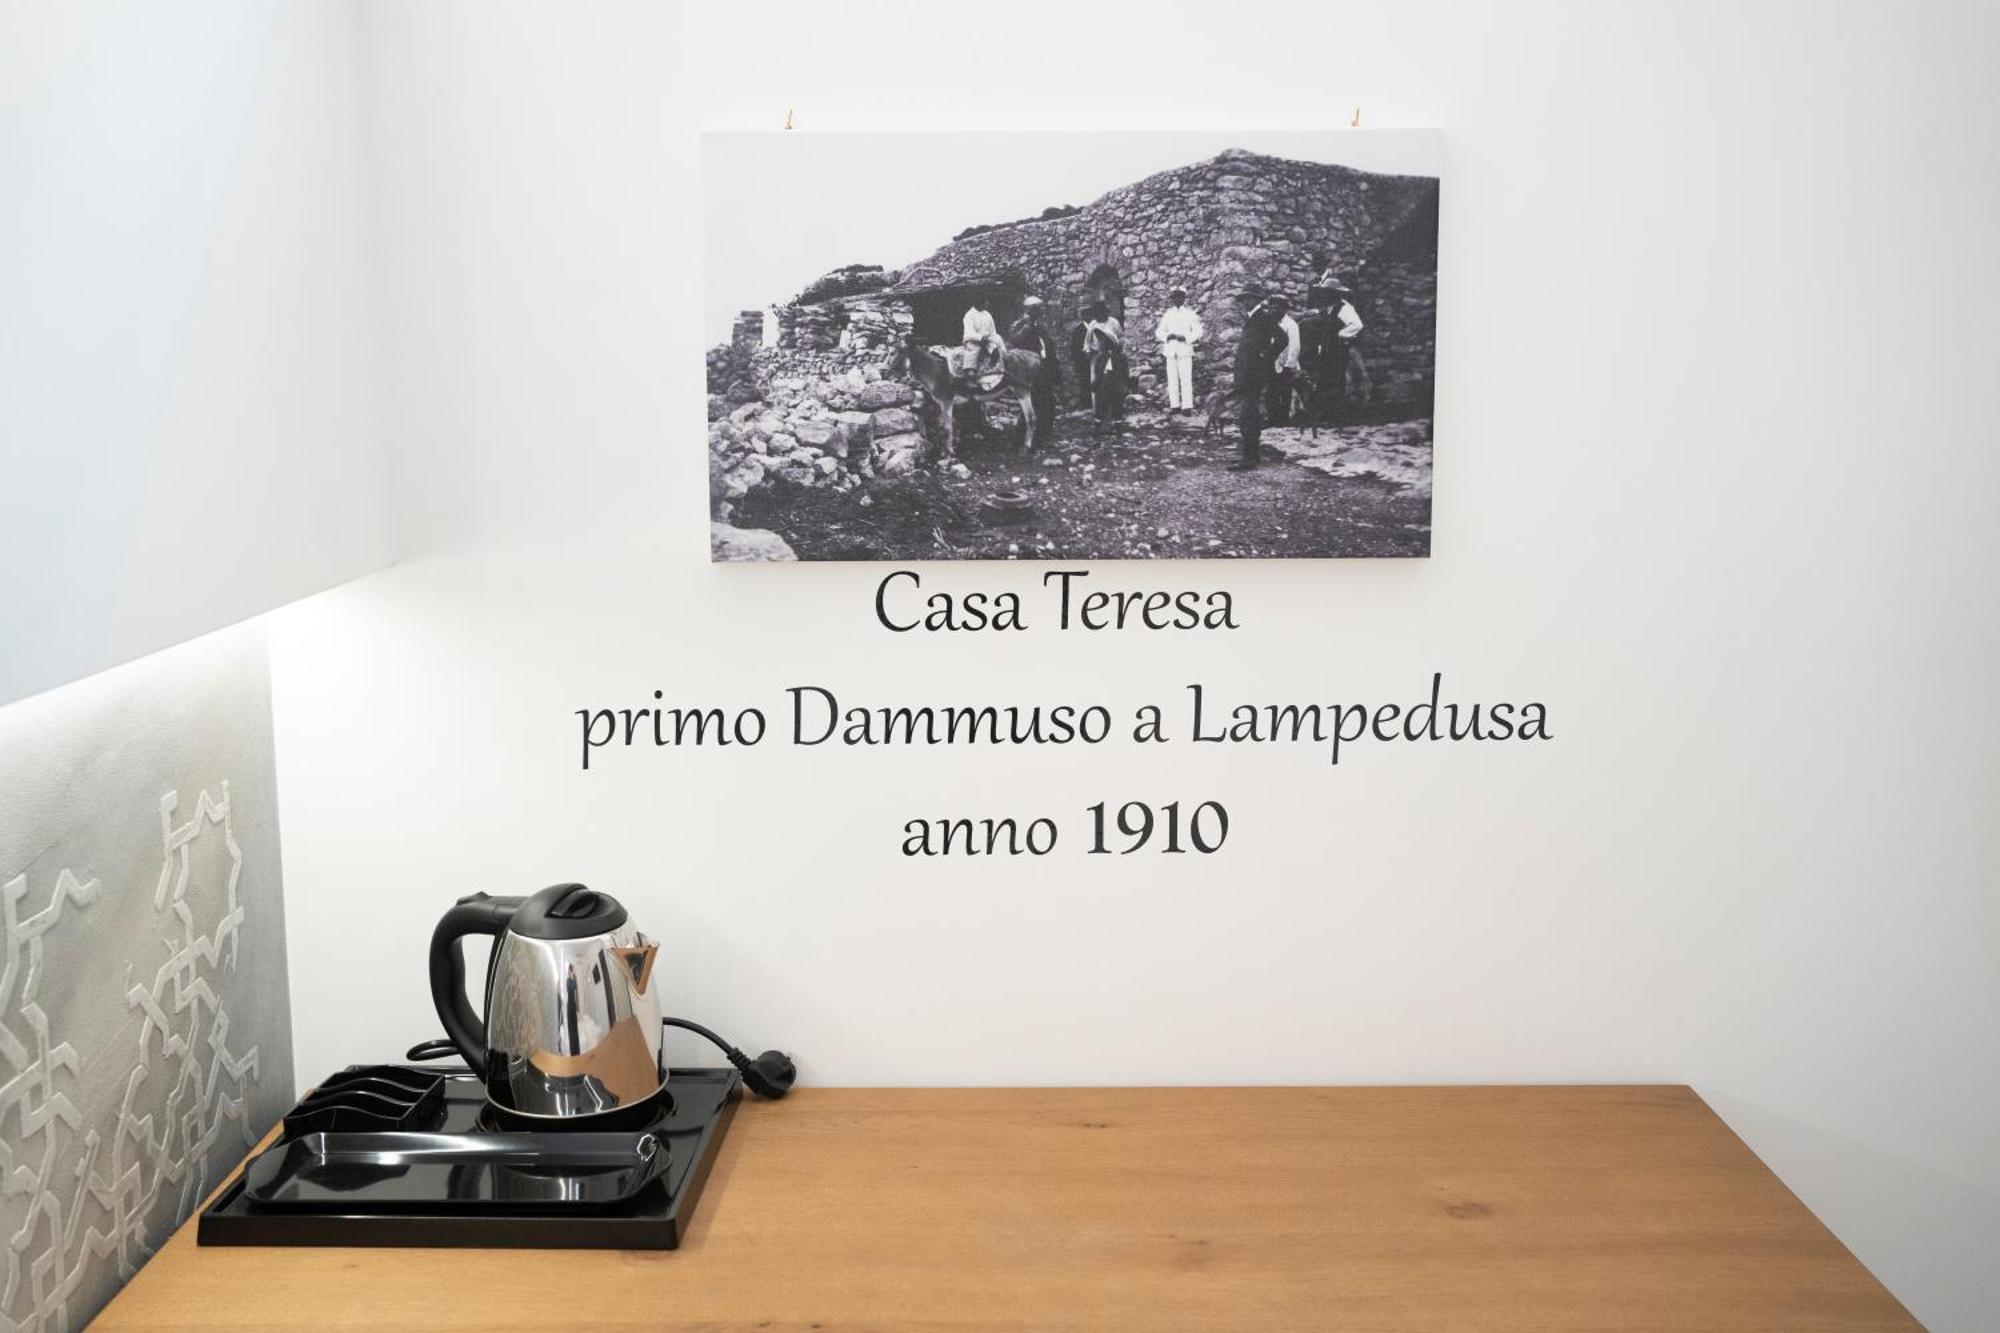 Casa Teresa
primo Dammuso a Lampedusa
anno 1910